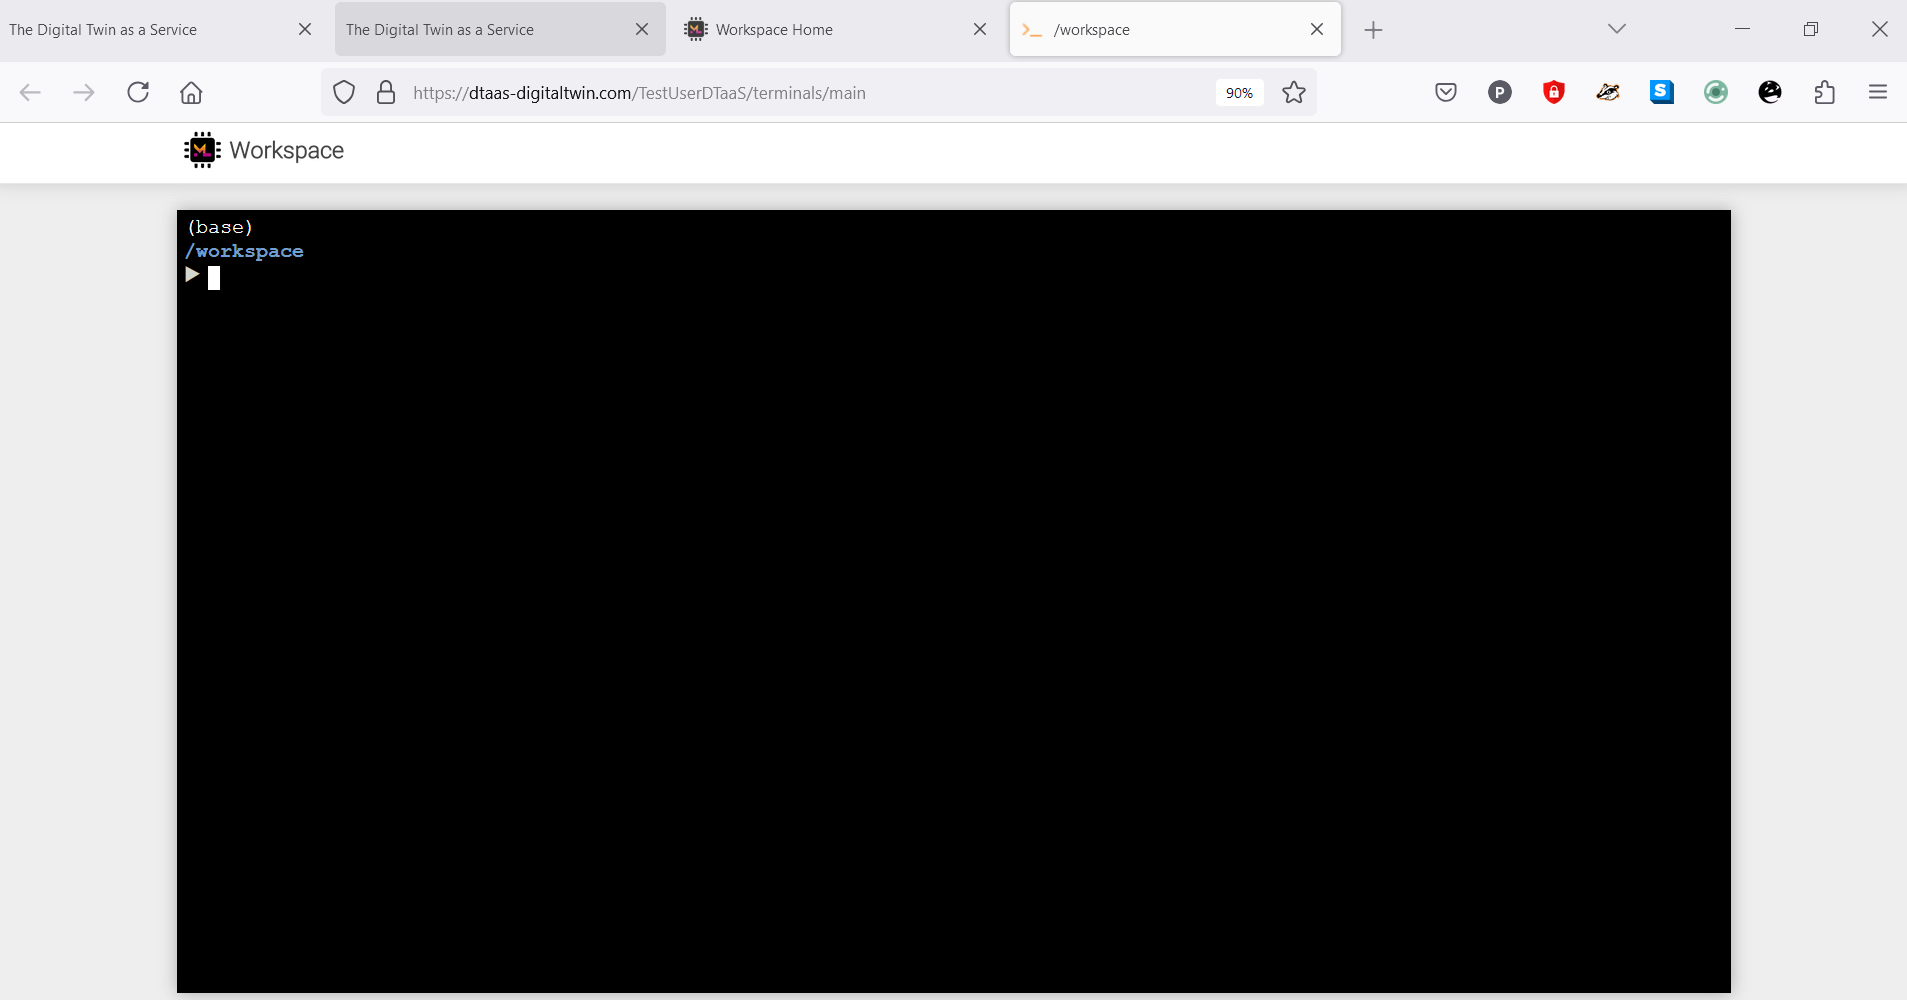 The Digital Twin as a Service
The Digital Twin as a Service
Workspace Home
/workspace
https://dtaas-digitaltwin.com/TestUserDTaaS/terminals/main
90%
P
S
Workspace
(base)
/workspace